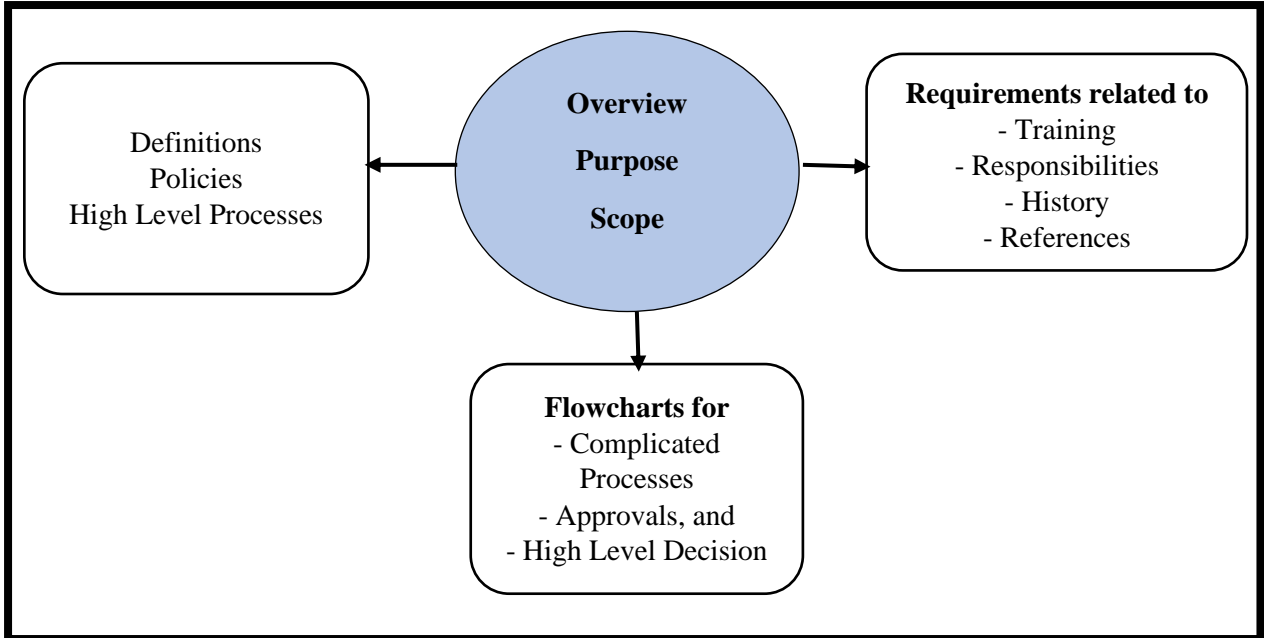 Definitions
Policies
High Level Processes
Overview
Purpose
Scope
Requirements related to
- Training
- Responsibilities
- History
- References
Flowcharts for
- Complicated
Processes
- Approvals, and
- High Level Decision